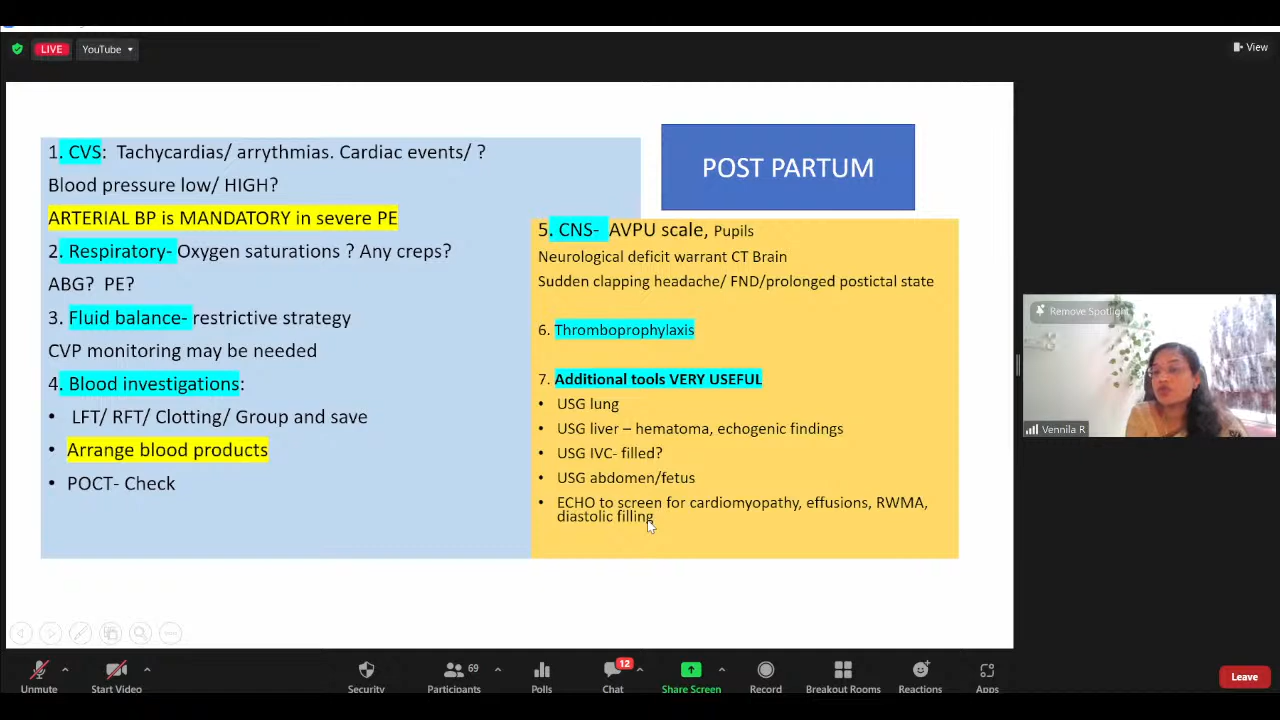 LIVE
YouTube
View
1. CVS: Tachycardias/ arrythmias. Cardiac events/ ?
Blood pressure low/ HIGH?
ARTERIAL BP is MANDATORY in severe PE
2. Respiratory- Oxygen saturations ? Any creps?
ABG? PE?
3. Fluid balance- restrictive strategy
CVP monitoring may be needed
4. Blood investigations:
• LFT/ RFT/ Clotting/ Group and save
• Arrange blood products
• POCT- Check
POST PARTUM
5. CNS- AVPU scale, Pupils
Neurological deficit warrant CT Brain
Sudden clapping headache/ FND/prolonged postictal state
6. Thromboprophylaxis
7. Additional tools VERY USEFUL
• USG lung
• USG liver – hematoma, echogenic findings
• USG IVC- filled?
• USG abdomen/fetus
• ECHO to screen for cardiomyopathy, effusions, RWMA,
diastolic filling
Remove Spotlight
Vennila R
Unmute
Start Video
Security
Participants
69
Polls
Chat
12
Share Screen
Record
Breakout Rooms
Reactions
Apps
Leave